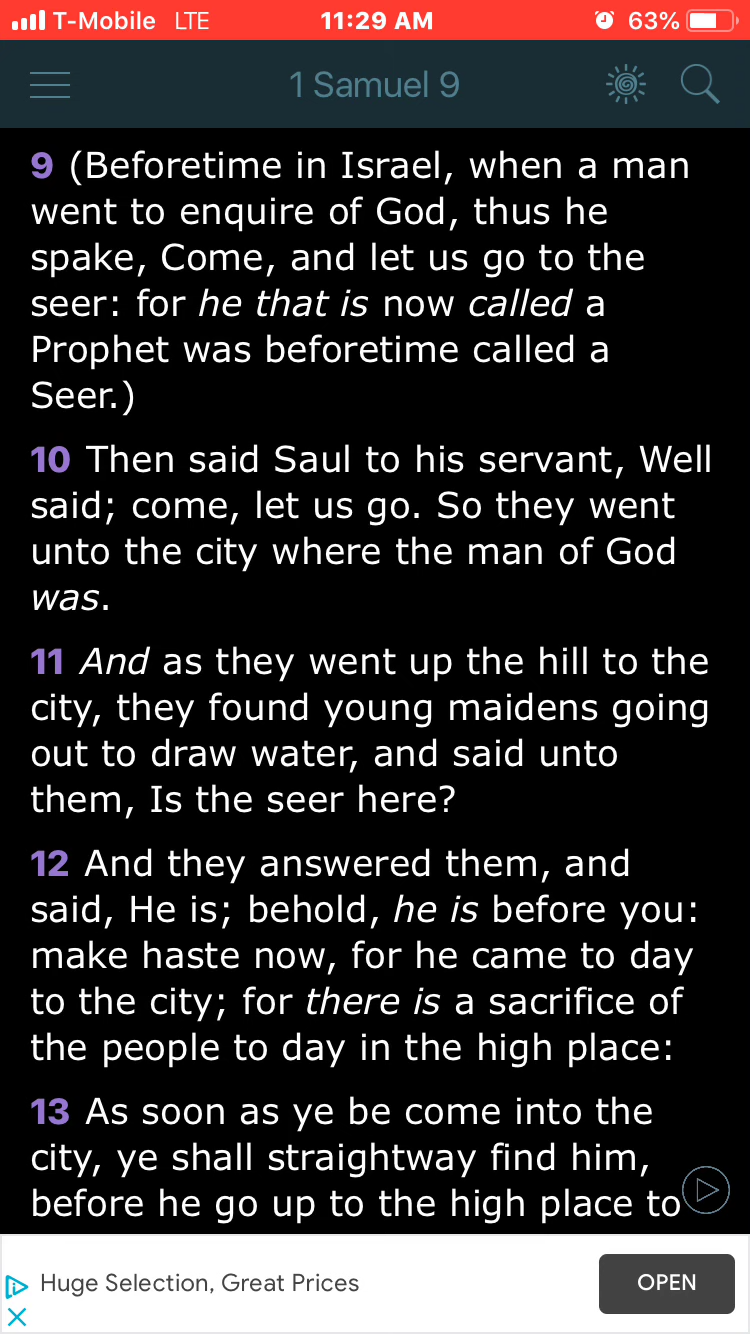 T-Mobile LTE 11:29 AM 63%
1 Samuel 9
9 (Beforetime in Israel, when a man
went to enquire of God, thus he
spake, Come, and let us go to the
seer: for he that is now called a
Prophet was beforetime called a
Seer.)
10 Then said Saul to his servant, Well
said; come, let us go. So they went
unto the city where the man of God
was.
11 And as they went up the hill to the
city, they found young maidens going
out to draw water, and said unto
them, Is the seer here?
12 And they answered them, and
said, He is; behold, he is before you:
make haste now, for he came to day
to the city; for there is a sacrifice of
the people to day in the high place:
13 As soon as ye be come into the
city, ye shall straightway find him,
before he go up to the high place to
Huge Selection, Great Prices
OPEN